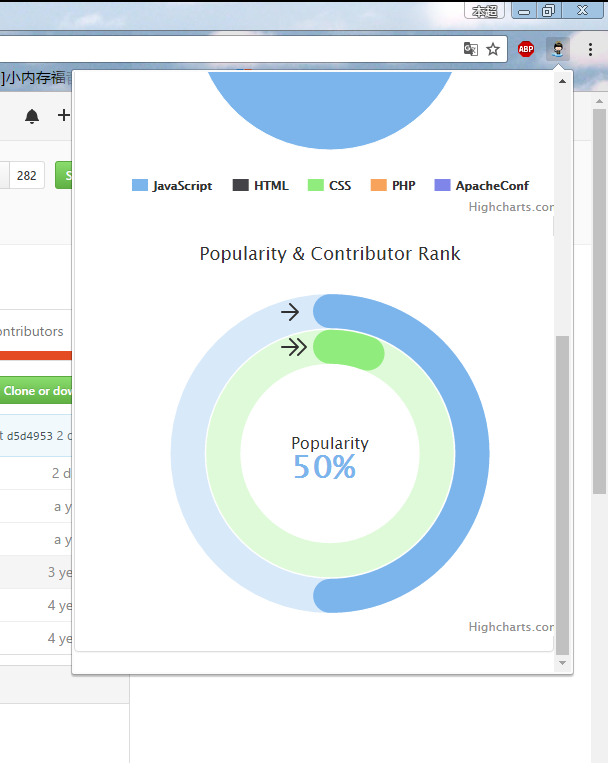 本超
ABP
]小内存福
282
S
JavaScript HTML CSS PHP ApacheConf
Highcharts.cor
Popularity & Contributor Rank
ontributors
Clone or dow
t d5d4953 2 d
2 d
a y
a y
3 ye
4 ye
4 ye
Popularity
50%
Highcharts.cor